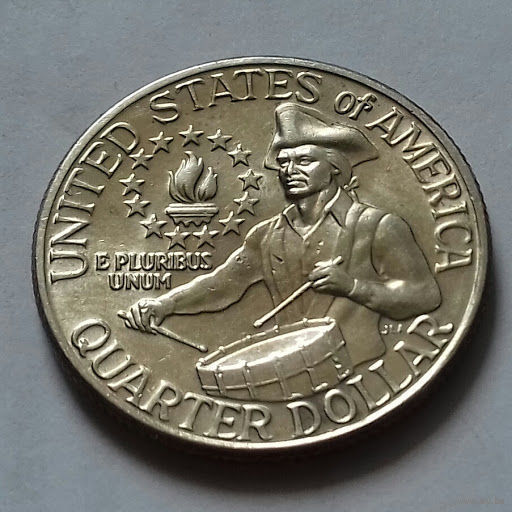 UNITED STATES of AMERICA
E PLURIBUS
UNUM
QUARTER DOLLAR